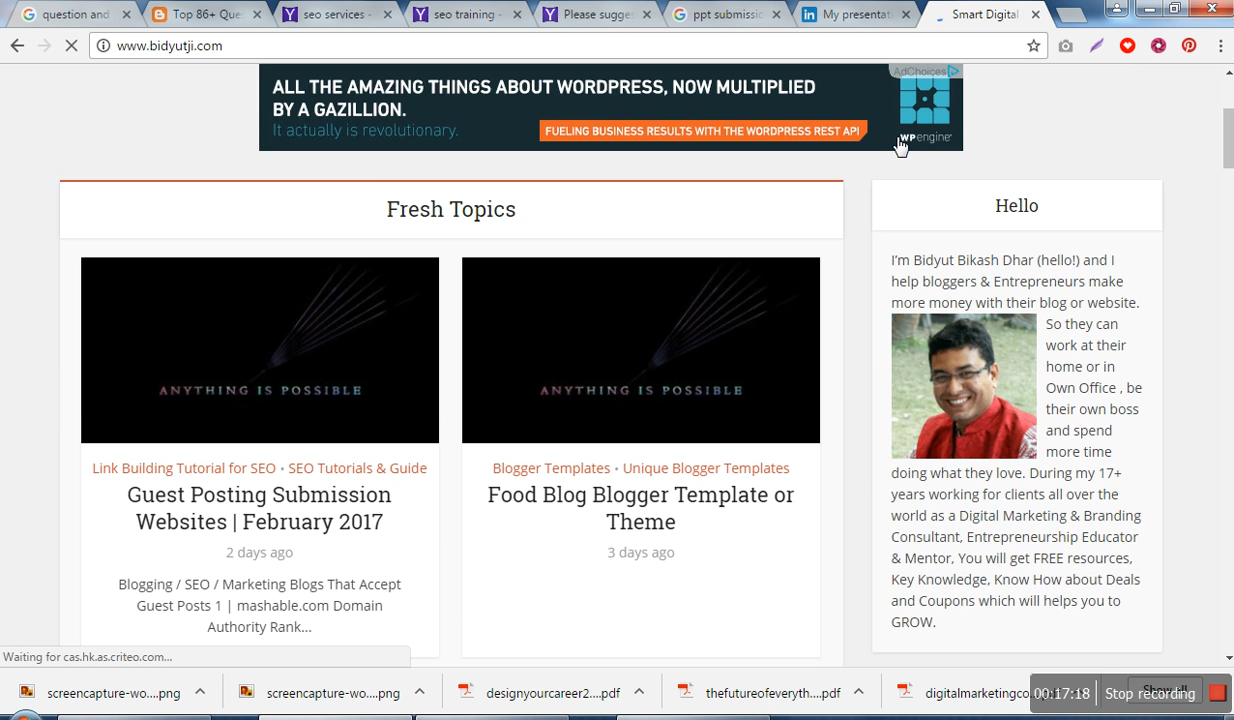 question and
Top 86+ Que
seo services -
seo training -
Please sugges
ppt submissic
My presentat
Smart Digital
www.bidyutji.com
AdChoices
ALL THE AMAZING THINGS ABOUT WORDPRESS, NOW MULTIPLIED
BY A GAZILLION.
It actually is revolutionary.
FUELING BUSINESS RESULTS WITH THE WORDPRESS REST API
WPengine
Fresh Topics
ANYTHING IS POSSIBLE
ANYTHING IS POSSIBLE
Link Building Tutorial for SEO • SEO Tutorials & Guide
Guest Posting Submission
Websites | February 2017
2 days ago
Blogging / SEO / Marketing Blogs That Accept
Guest Posts 1 | mashable.com Domain
Authority Rank...
Blogger Templates • Unique Blogger Templates
Food Blog Blogger Template or
Theme
3 days ago
Hello
I'm Bidyut Bikash Dhar (hello!) and I
help bloggers & Entrepreneurs make
more money with their blog or website.
So they can
work at their
home or in
Own Office , be
their own boss
and spend
more time
doing what they love. During my 17+
years working for clients all over the
world as a Digital Marketing & Branding
Consultant, Entrepreneurship Educator
& Mentor, You will get FREE resources,
Key Knowledge, Know How about Deals
and Coupons which will helps you to
GROW.
Waiting for cas.hk.as.criteo.com...
screencapture-wo....png
screencapture-wo....png
designyourcareer2....pdf
thefutureofeveryth....pdf
digitalmarketingco
00:17:18
Stop recording